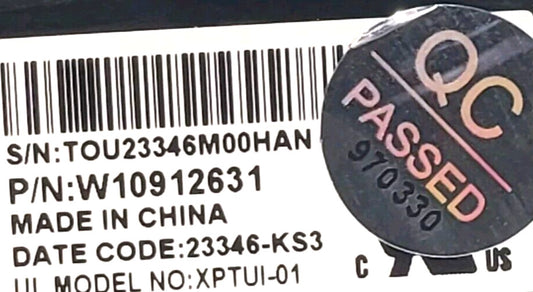 S/N:TOU23346M00HAN
P/N:W10912631
MADE IN CHINA
DATE CODE:23346-KS3
UL MODEL NO:XPTUI-01
QC
PASSED
970330
C US